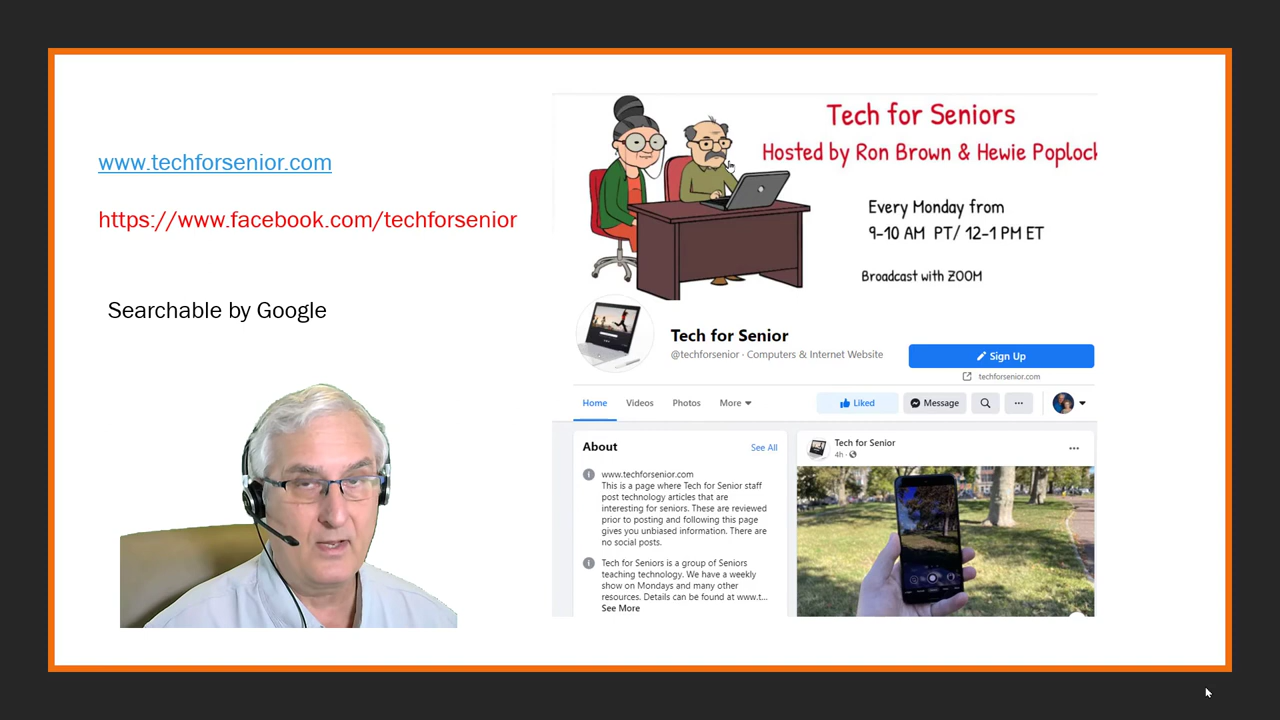 www.techforsenior.com
https://www.facebook.com/techforsenior
Searchable by Google
Tech for Seniors
Hosted by Ron Brown & Hewie Poplock
Every Monday from
9-10 AM PT/ 12-1 PM ET
Broadcast with ZOOM
Tech for Senior
@techforsenior · Computers & Internet Website
Sign Up
techforsenior.com
Home Videos Photos More
Liked Message ...
About See All
www.techforsenior.com
This is a page where Tech for Senior staff
post technology articles that are
interesting for seniors. These are reviewed
prior to posting and following this page
gives you unbiased information. There are
no social posts.
Tech for Seniors is a group of Seniors
teaching technology. We have a weekly
show on Mondays and many other
resources. Details can be found at www.t...
See More
Tech for Senior
4h ·